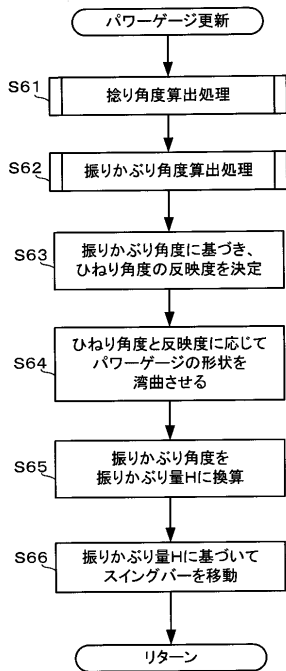 パワーゲージ更新
S61
捻り角度算出処理
S62
振りかぶり角度算出処理
S63
振りかぶり角度に基づき、
ひねり角度の反映度を決定
S64
ひねり角度と反映度に応じて
パワーゲージの形状を
湾曲させる
S65
振りかぶり角度を
振りかぶり量Hに換算
S66
振りかぶり量Hに基づいて
スイングバーを移動
リターン